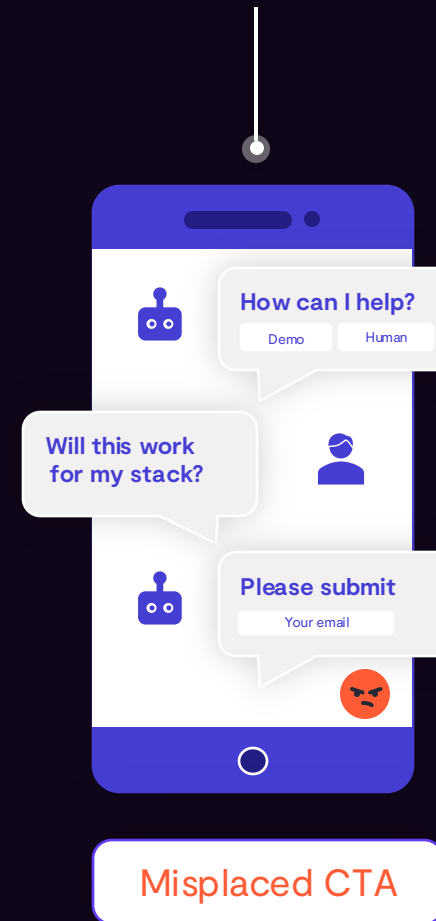 How can I help?
Demo
Human
Will this work
for my stack?
Please submit
Your email
Misplaced CTA